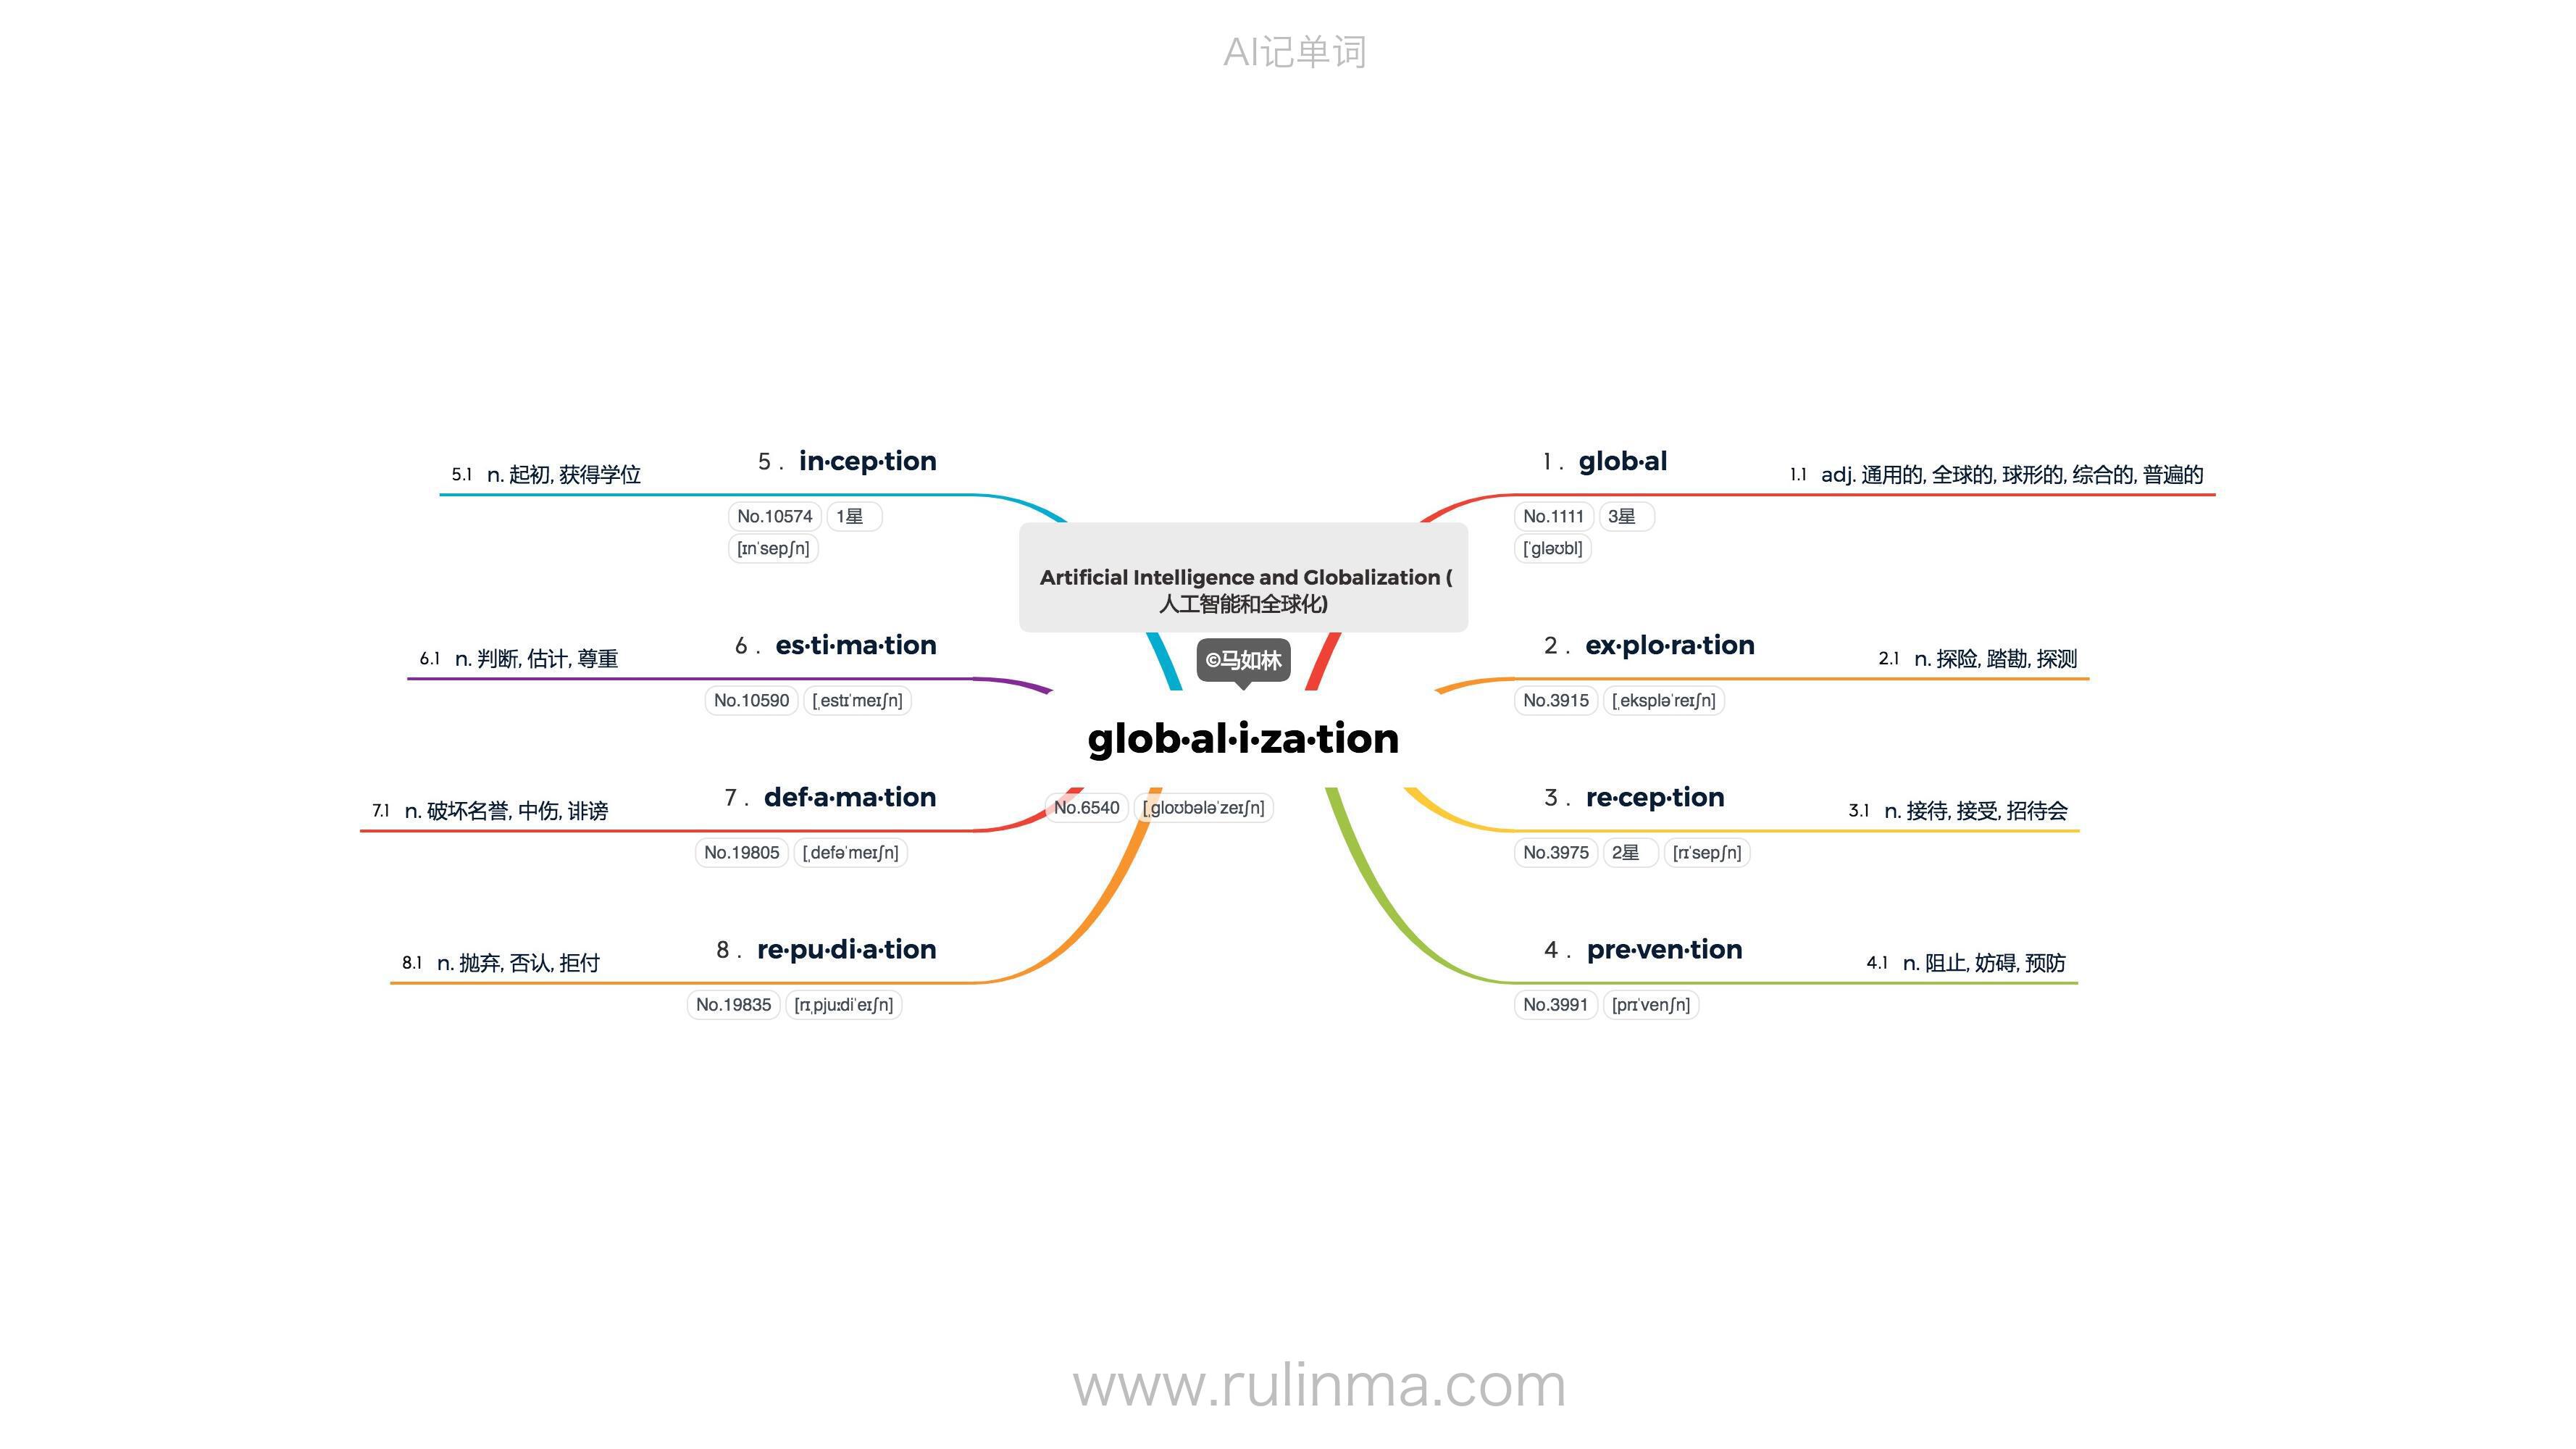 AI记单词
Artificial Intelligence and Globalization (
人工智能和全球化)
©马如林
glob·al·i·za·tion
No.6540 [ˌɡloʊbələˈzeɪʃn]
1 . glob·al
No.1111 3星
[ˈɡləʊbl]
1.1 adj. 通用的, 全球的, 球形的, 综合的, 普遍的
2 . ex·plo·ra·tion
No.3915 [ˌekspləˈreɪʃn]
2.1 n. 探险, 踏勘, 探测
3 . re·cep·tion
No.3975 2星 [rɪˈsepʃn]
3.1 n. 接待, 接受, 招待会
4 . pre·ven·tion
No.3991 [prɪˈvenʃn]
4.1 n. 阻止, 妨碍, 预防
5 . in·cep·tion
No.10574 1星
[ɪnˈsepʃn]
5.1 n. 起初, 获得学位
6 . es·ti·ma·tion
No.10590 [ˌestɪˈmeɪʃn]
6.1 n. 判断, 估计, 尊重
7 . def·a·ma·tion
No.19805 [ˌdefəˈmeɪʃn]
7.1 n. 破坏名誉, 中伤, 诽谤
8 . re·pu·di·a·tion
No.19835 [rɪˌpjuːdiˈeɪʃn]
8.1 n. 抛弃, 否认, 拒付
www.rulinma.com